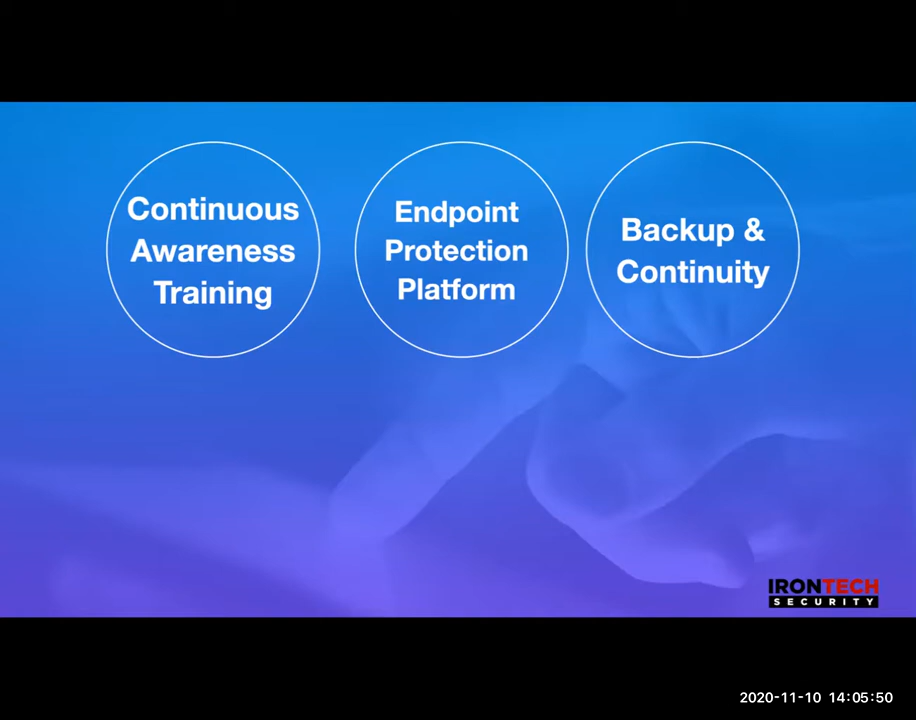 Continuous
Awareness
Training
Endpoint
Protection
Platform
Backup &
Continuity
IRONTECH
SECURITY
2020-11-10 14:05:50